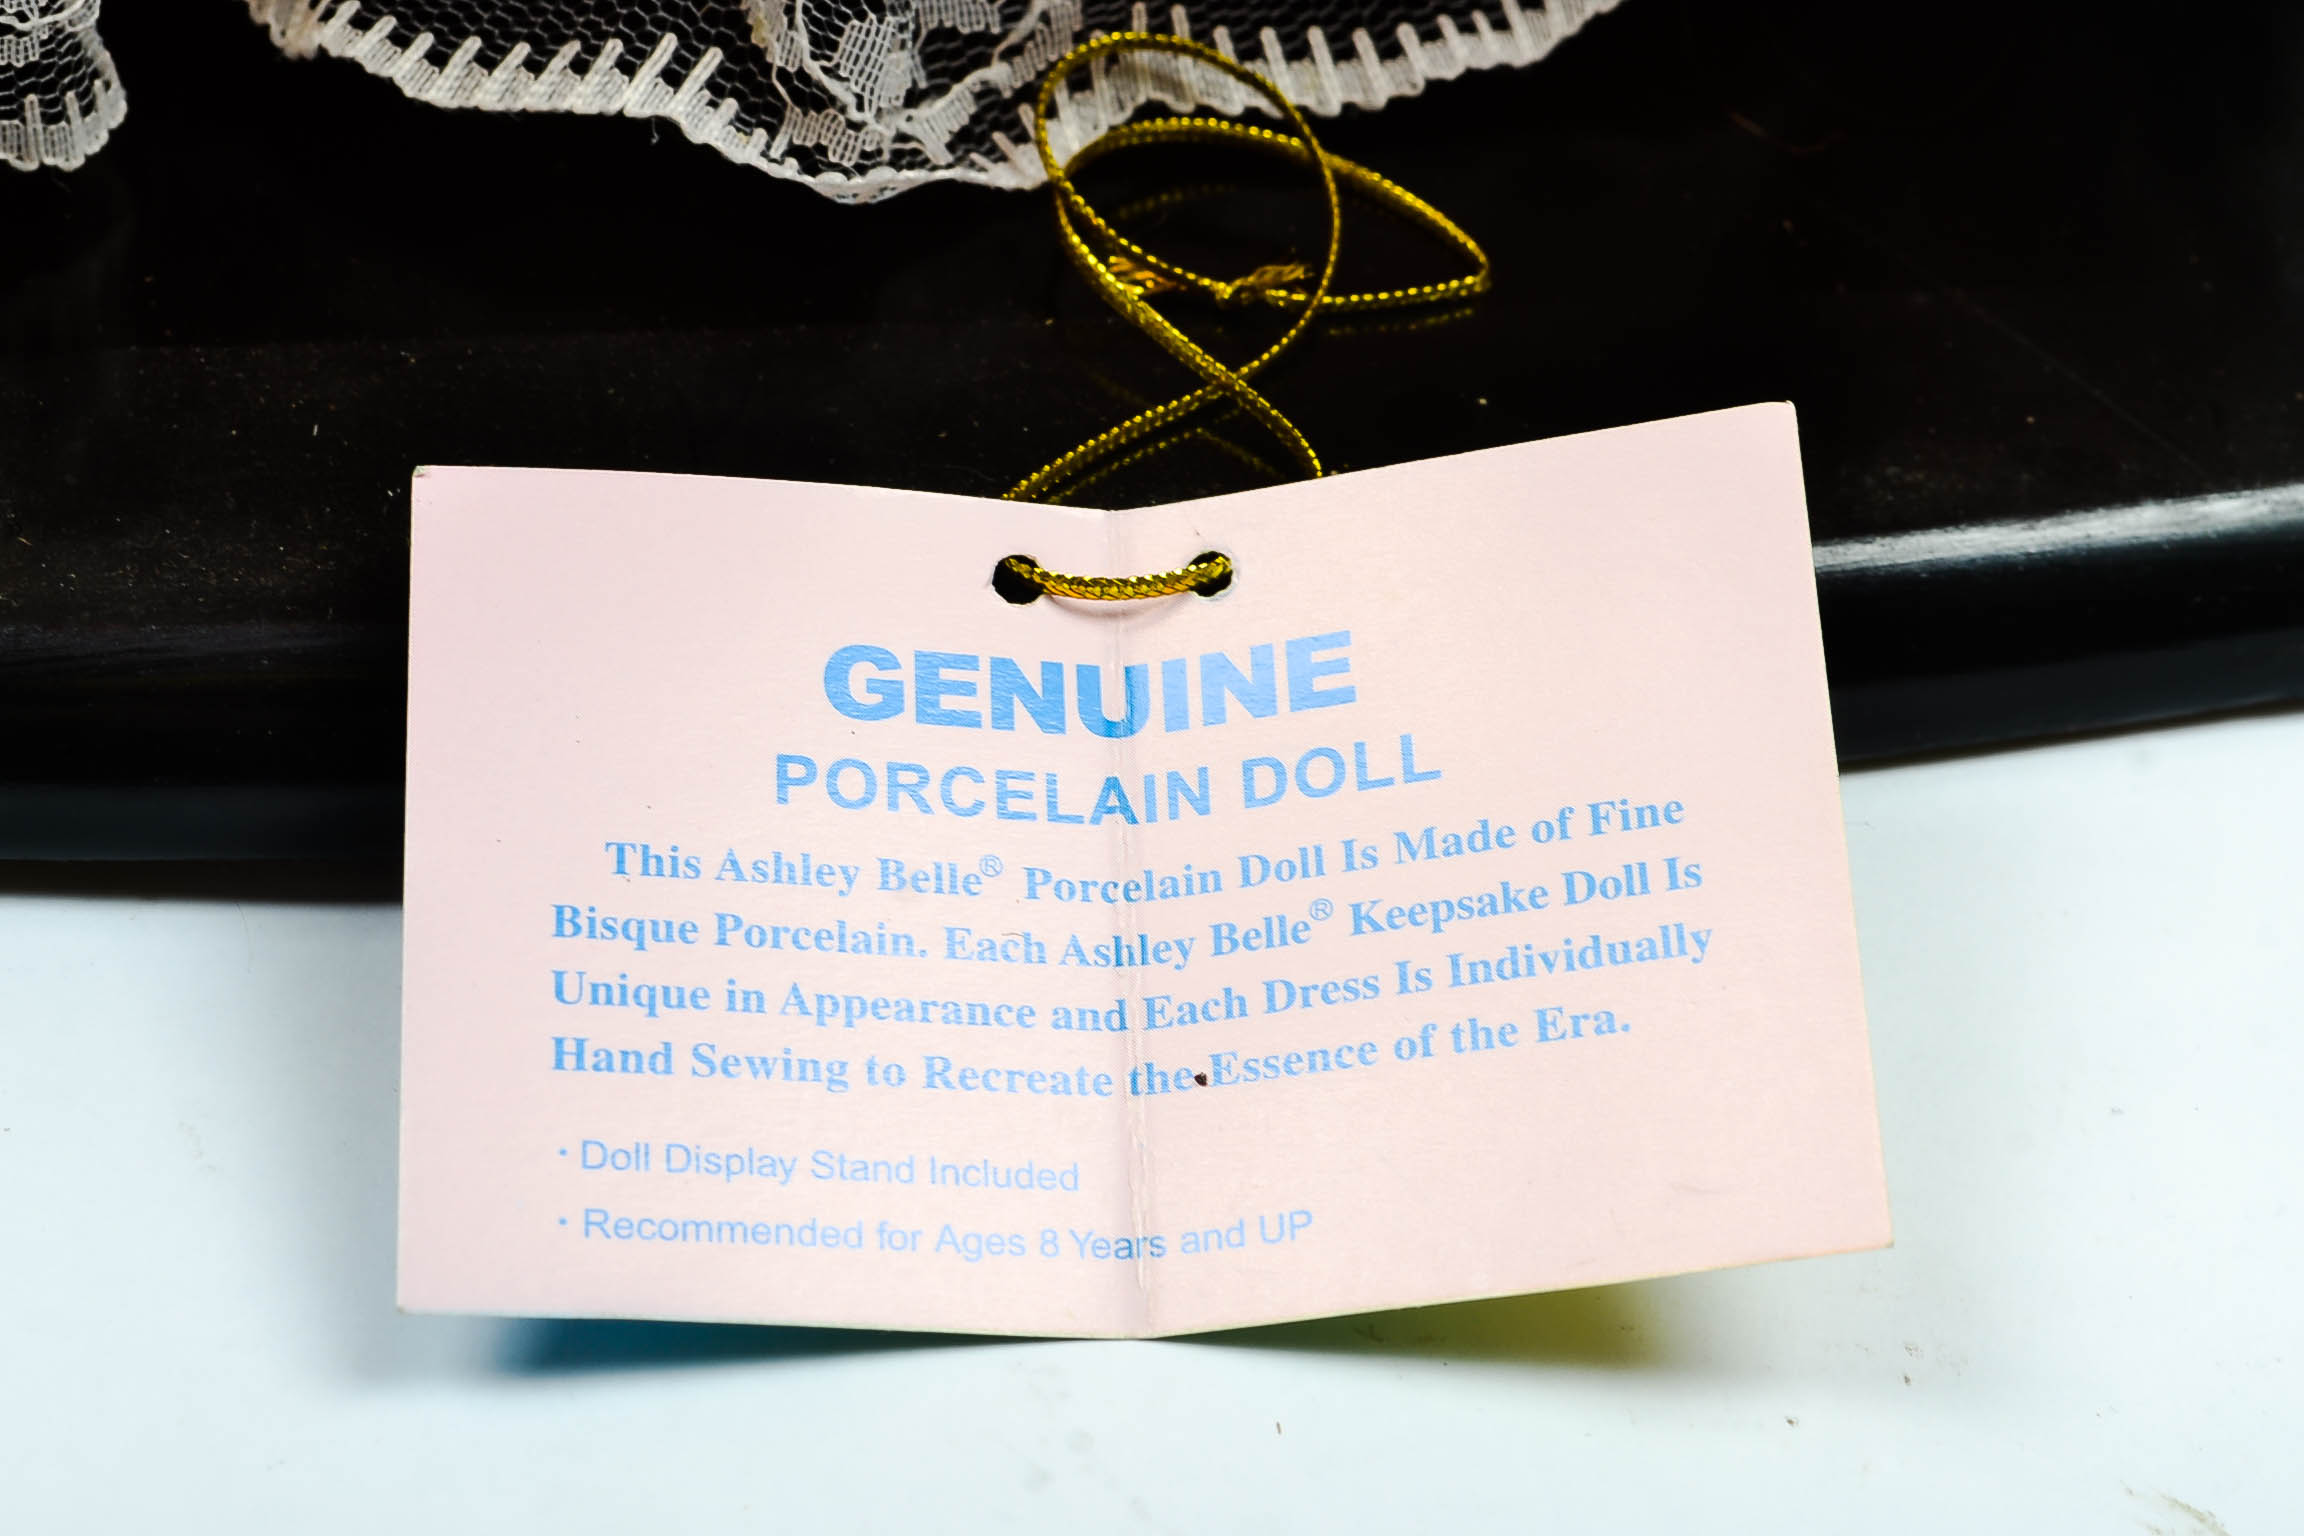 GENUINE
PORCELAIN DOLL
This Ashley Belle® Porcelain Doll Is Made of Fine
Bisque Porcelain. Each Ashley Belle® Keepsake Doll Is
Unique in Appearance and Each Dress Is Individually
Hand Sewing to Recreate the Essence of the Era.
· Doll Display Stand Included
· Recommended for Ages 8 Years and UP